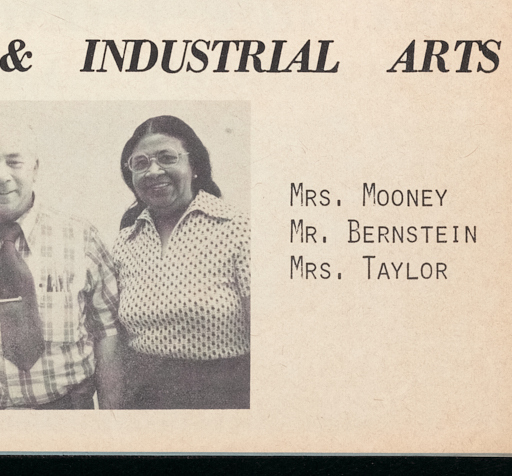 & INDUSTRIAL ARTS
Mrs. Mooney
Mr. Bernstein
Mrs. Taylor